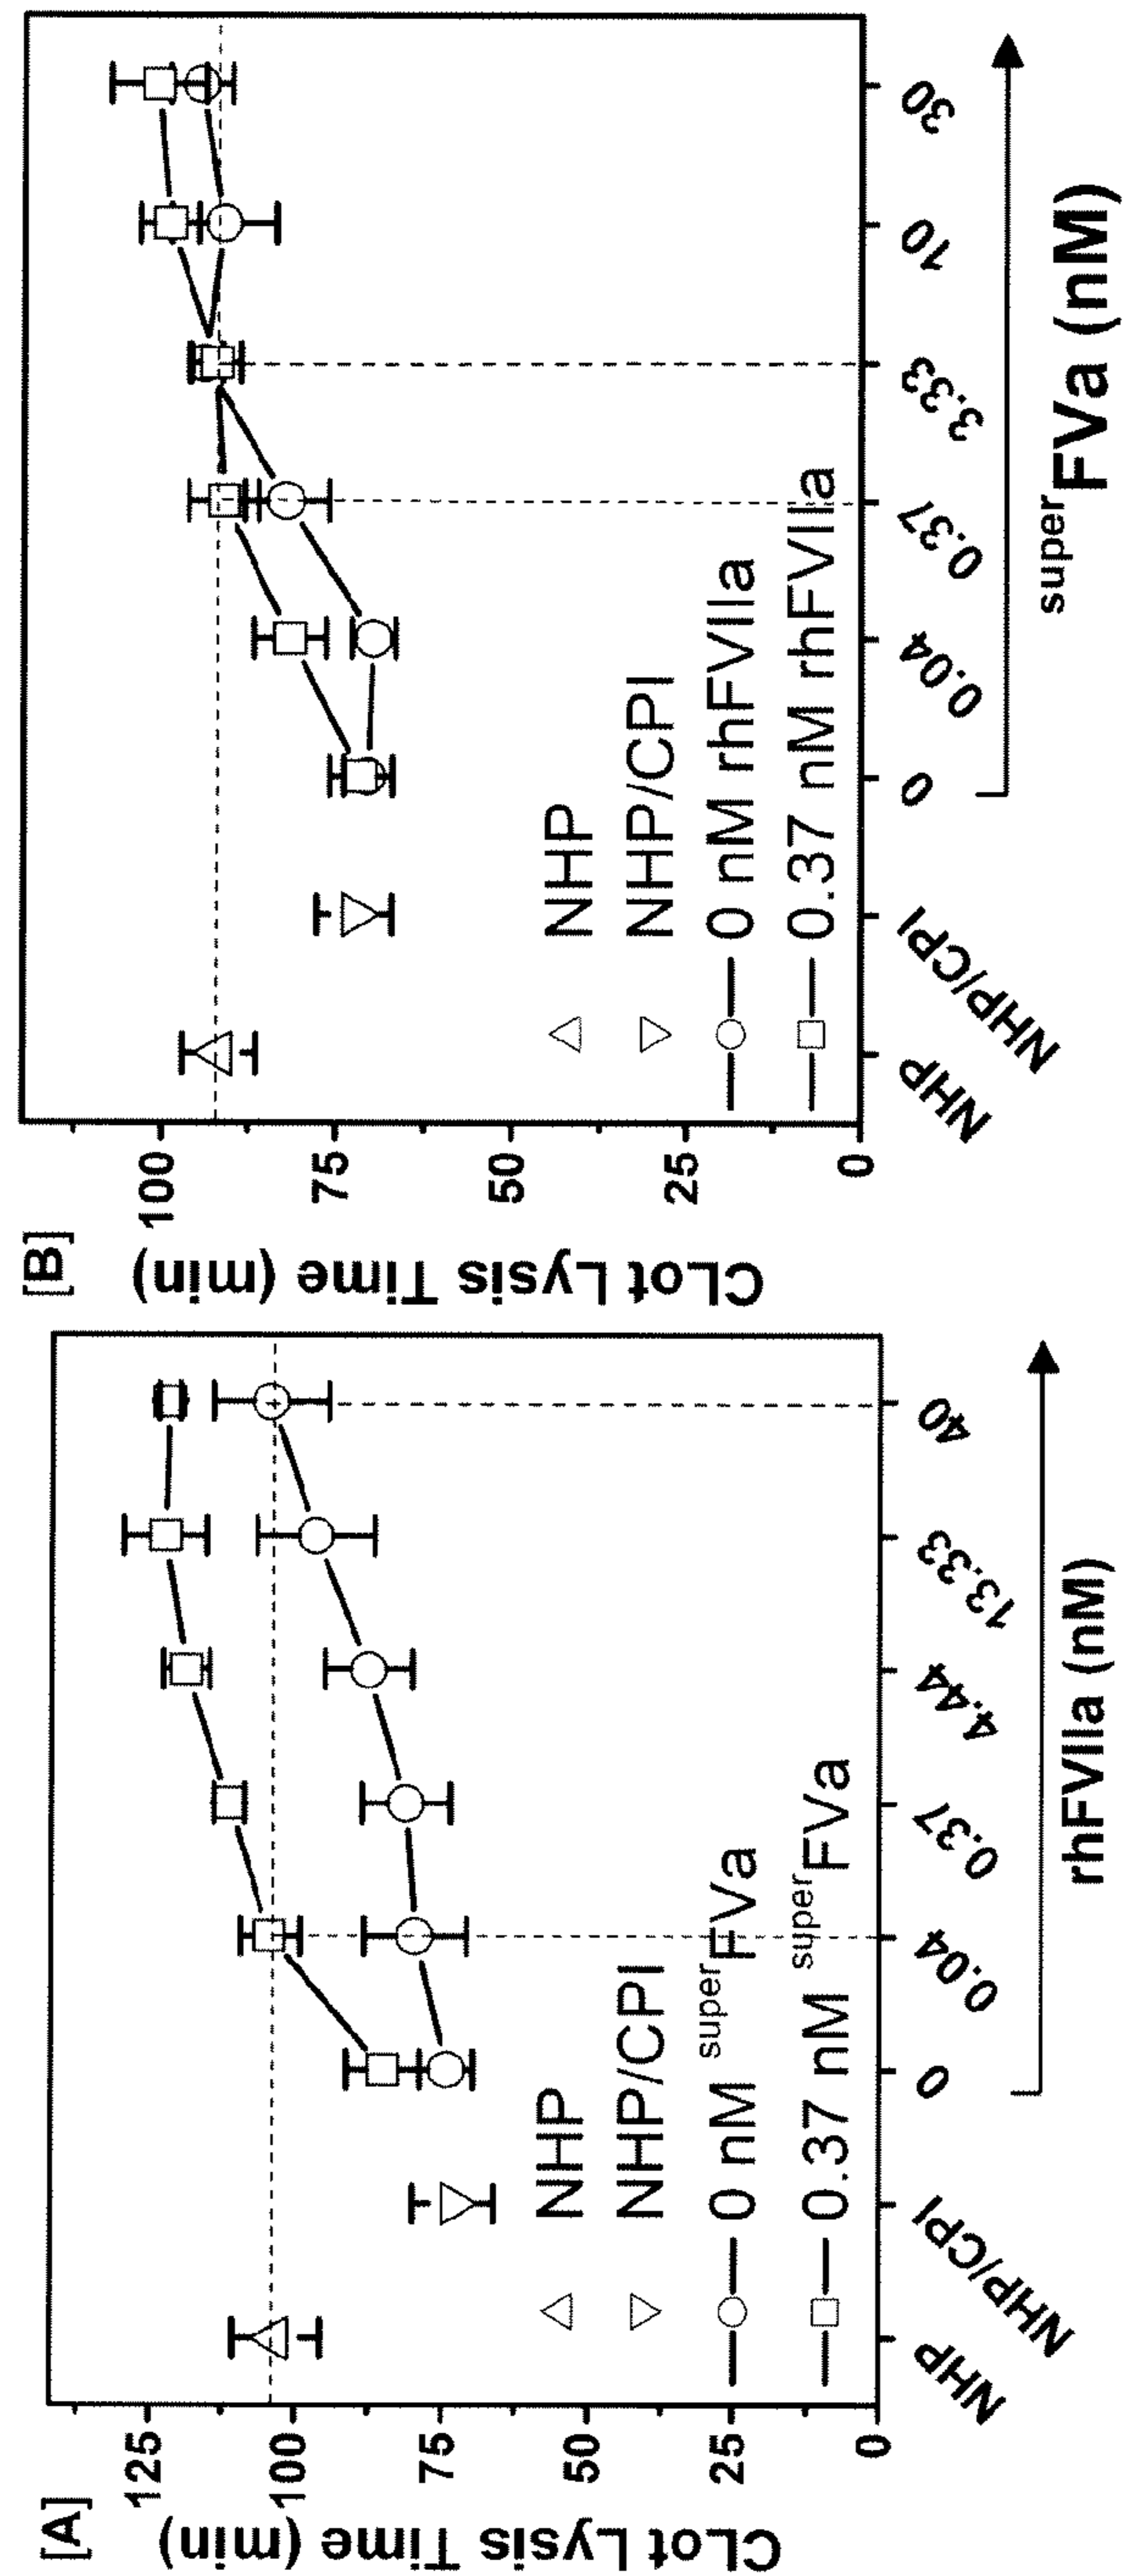 [A]
CLot Lysis Time (min)
125
100
75
50
25
0
NHP
NHP/CPI
0 nM superFVa
0.37 nM superFVa
NHP
NHP/CPI
0
0.04
0.37
4.44
13.33
40
rhFVIIa (nM)
[B]
CLot Lysis Time (min)
100
75
50
25
0
NHP
NHP/CPI
0 nM rhFVIIa
0.37 nM rhFVIIa
NHP
NHP/CPI
0
0.04
0.37
3.33
10
30
superFVa (nM)